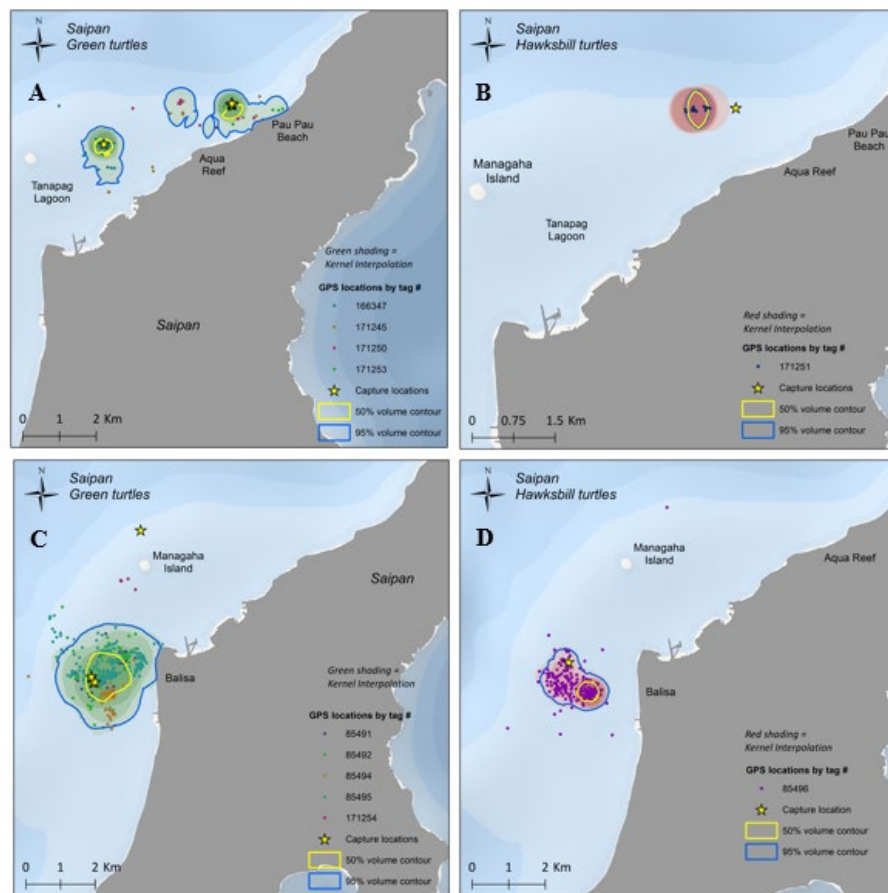 N
Saipan
Green turtles
A
Pau Pau
Beach
Aqua
Reef
Tanapag
Lagoon
Green shading =
Kernel Interpolation
GPS locations by tag #
166347
171245
171250
171253
Capture locations
50% volume contour
95% volume contour
Saipan
0 1 2 Km
N
Saipan
Hawksbill turtles
B
Pau Pau
Beach
Aqua Reef
Managaha
Island
Tanapag
Lagoon
Red shading =
Kernel Interpolation
GPS locations by tag #
171251
Capture locations
50% volume contour
95% volume contour
0 0.75 1.5 Km
N
Saipan
Green turtles
C
Managaha
Island
Saipan
Balisa
Green shading =
Kernel Interpolation
GPS locations by tag #
85491
85492
85494
85495
171254
Capture locations
50% volume contour
95% volume contour
0 1 2 Km
N
Saipan
Hawksbill turtles
D
Managaha
Island
Aqua Reef
Balisa
Red shading =
Kernel Interpolation
GPS locations by tag #
85496
Capture location
50% volume contour
95% volume contour
0 1 2 Km